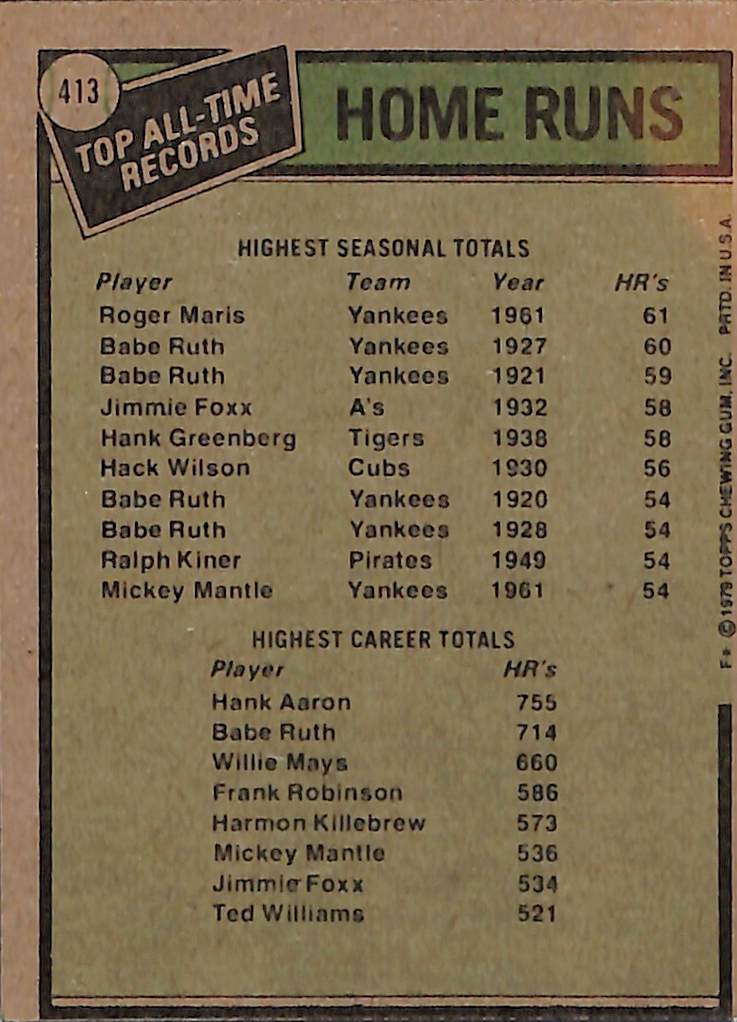 413
TOP ALL-TIME
RECORDS
HOME RUNS
HIGHEST SEASONAL TOTALS
Player Team Year HR's
Roger Maris Yankees 1961 61
Babe Ruth Yankees 1927 60
Babe Ruth Yankees 1921 59
Jimmie Foxx A's 1932 58
Hank Greenberg Tigers 1938 58
Hack Wilson Cubs 1930 56
Babe Ruth Yankees 1920 54
Babe Ruth Yankees 1928 54
Ralph Kiner Pirates 1949 54
Mickey Mantle Yankees 1961 54
HIGHEST CAREER TOTALS
Player HR's
Hank Aaron 755
Babe Ruth 714
Willie Mays 660
Frank Robinson 586
Harmon Killebrew 573
Mickey Mantle 536
Jimmie Foxx 534
Ted Williams 521
F* © 1979 TOPPS CHEWING GUM, INC. PRTD. IN U.S.A.